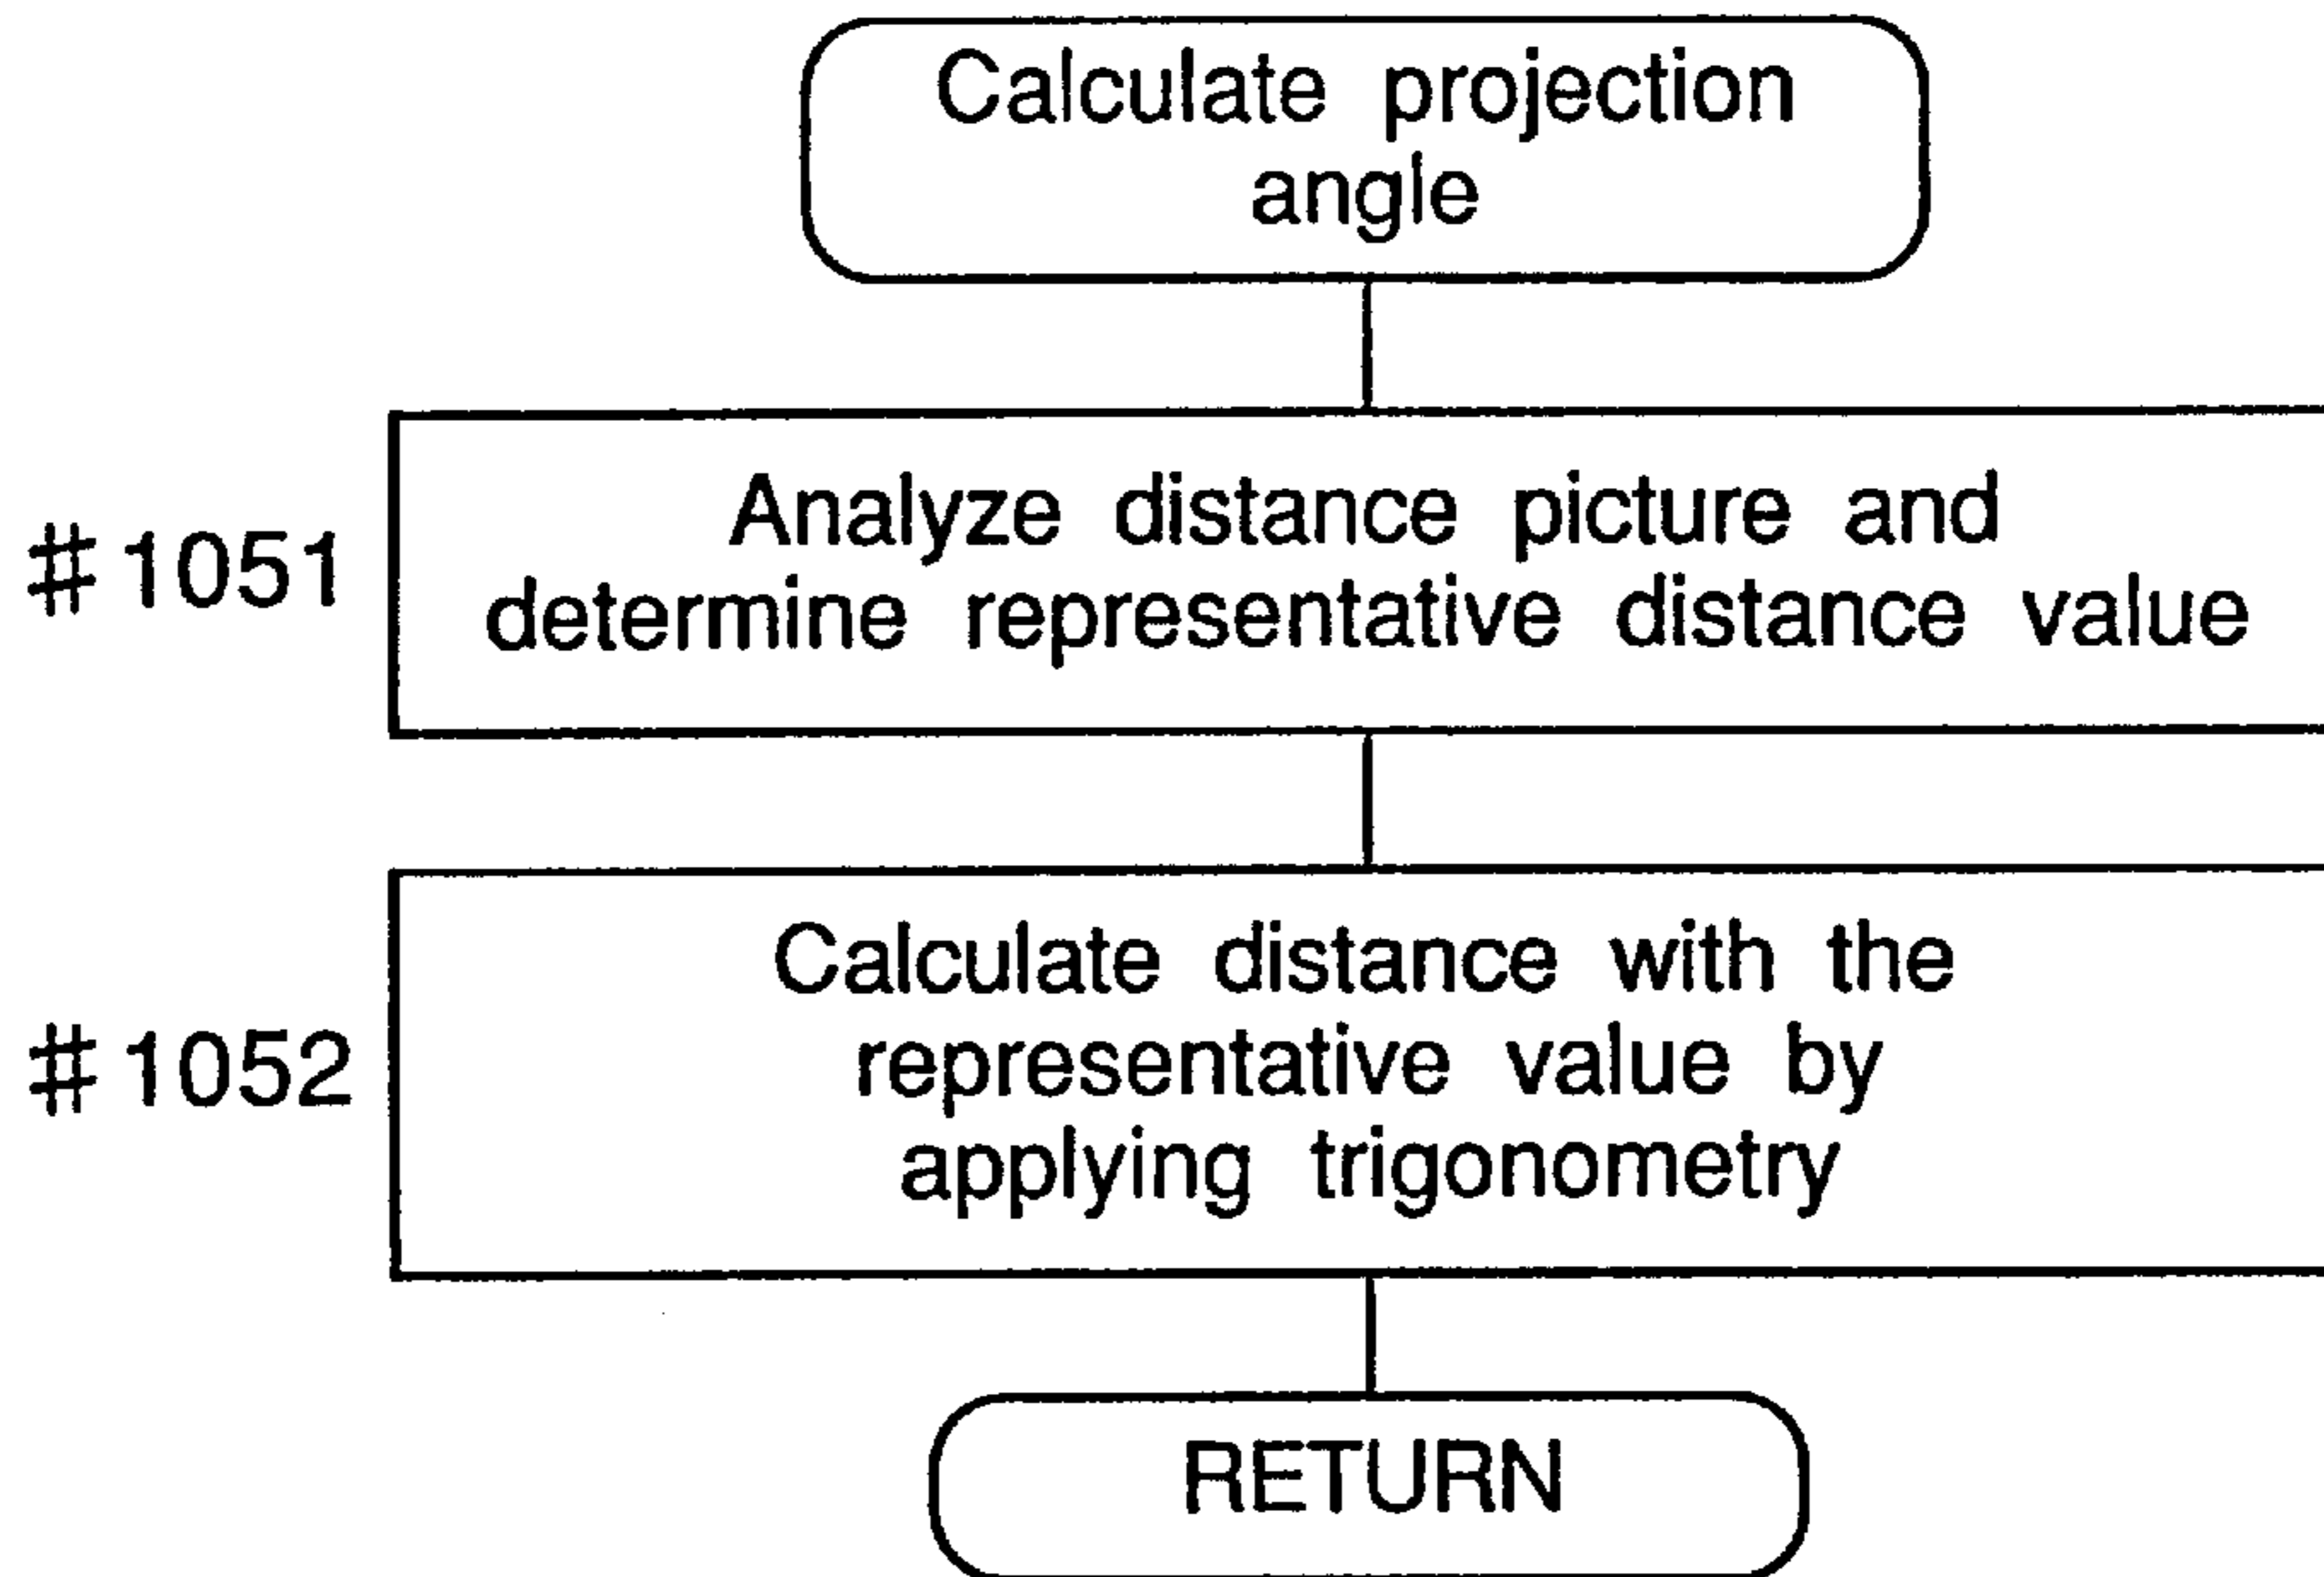 Calculate projection
angle
#1051
Analyze distance picture and
determine representative distance value
#1052
Calculate distance with the
representative value by
applying trigonometry
RETURN